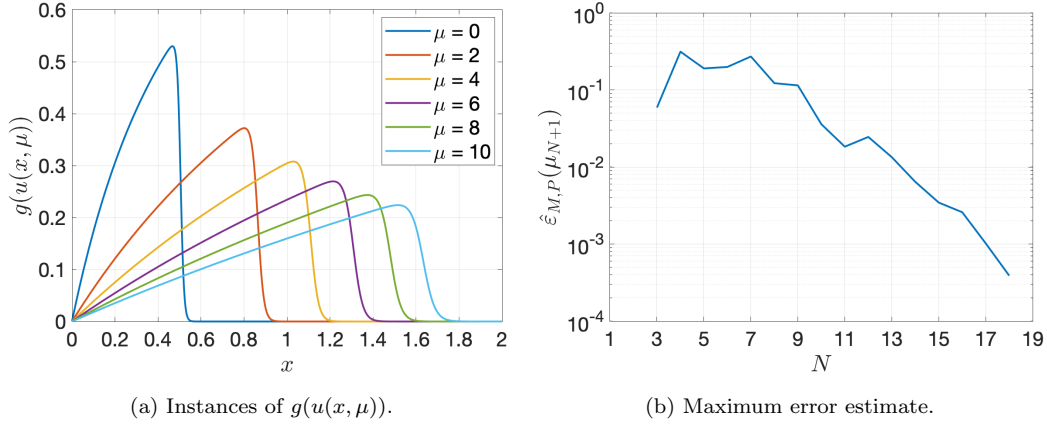 0.6
0.5
0.4
0.3
0.2
0.1
0
g(u(x, μ))
μ = 0
μ = 2
μ = 4
μ = 6
μ = 8
μ = 10
0 0.2 0.4 0.6 0.8 1 1.2 1.4 1.6 1.8 2
x
(a) Instances of g(u(x, μ)).
10⁰
10⁻¹
10⁻²
10⁻³
10⁻⁴
ε̂_{M,P}(μ_{N+1})
1 3 5 7 9 11 13 15 17 19
N
(b) Maximum error estimate.